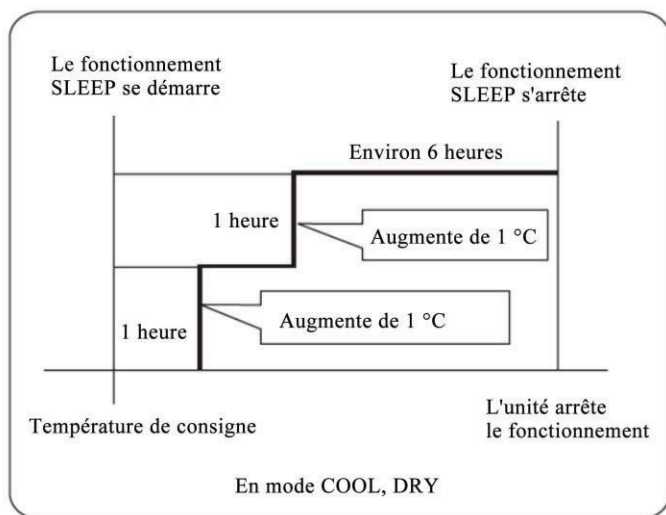 Le fonctionnement
SLEEP se démarre
Le fonctionnement
SLEEP s'arrête
Environ 6 heures
1 heure
Augmente de 1 °C
1 heure
Augmente de 1 °C
Température de consigne
L'unité arrête
le fonctionnement
En mode COOL, DRY